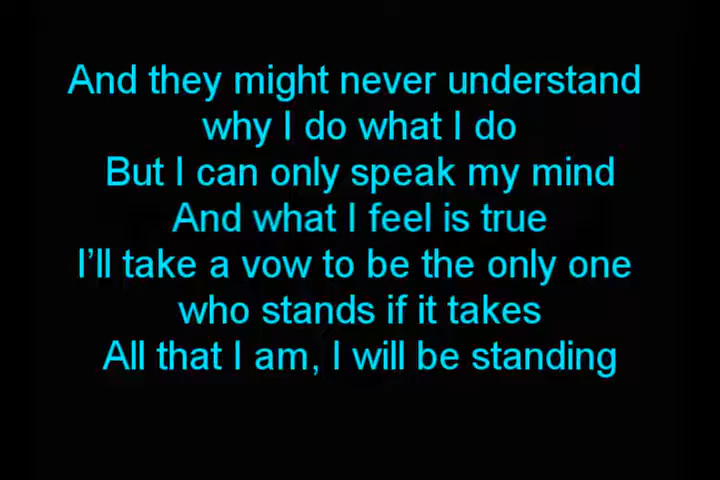 And they might never understand
why I do what I do
But I can only speak my mind
And what I feel is true
I'll take a vow to be the only one
who stands if it takes
All that I am, I will be standing